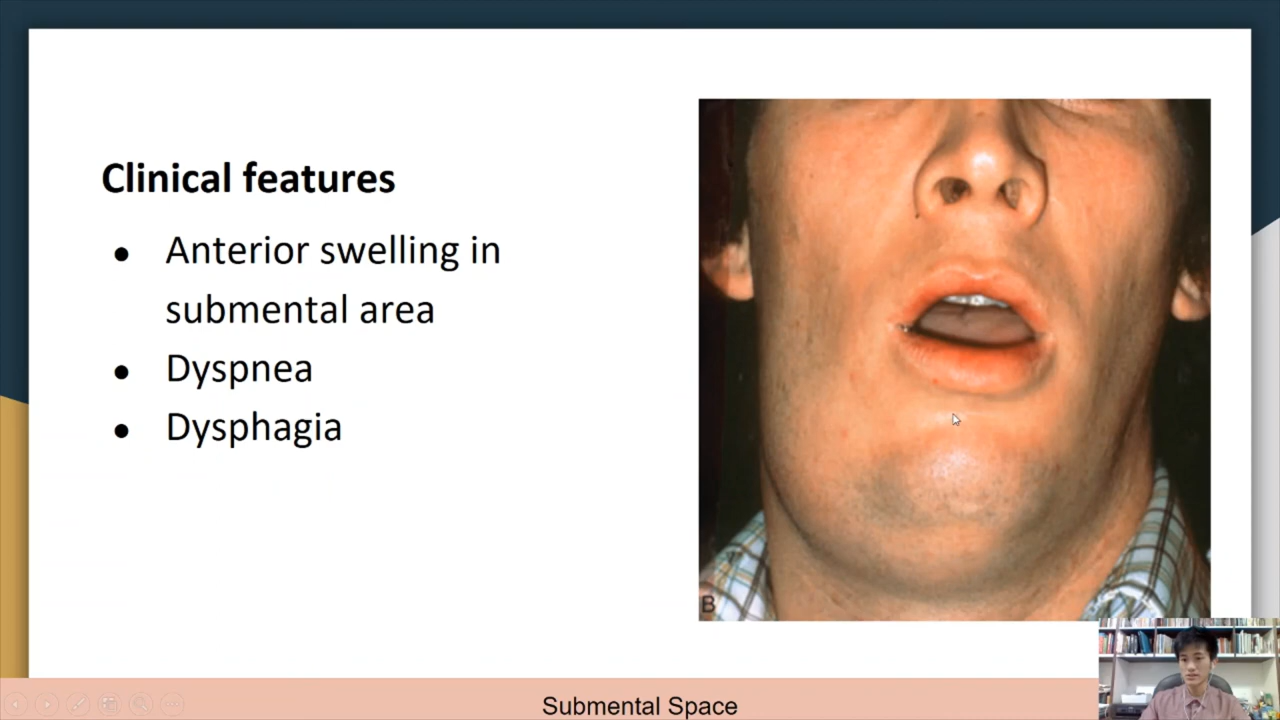 Clinical features
● Anterior swelling in
submental area
● Dyspnea
● Dysphagia
B
Submental Space